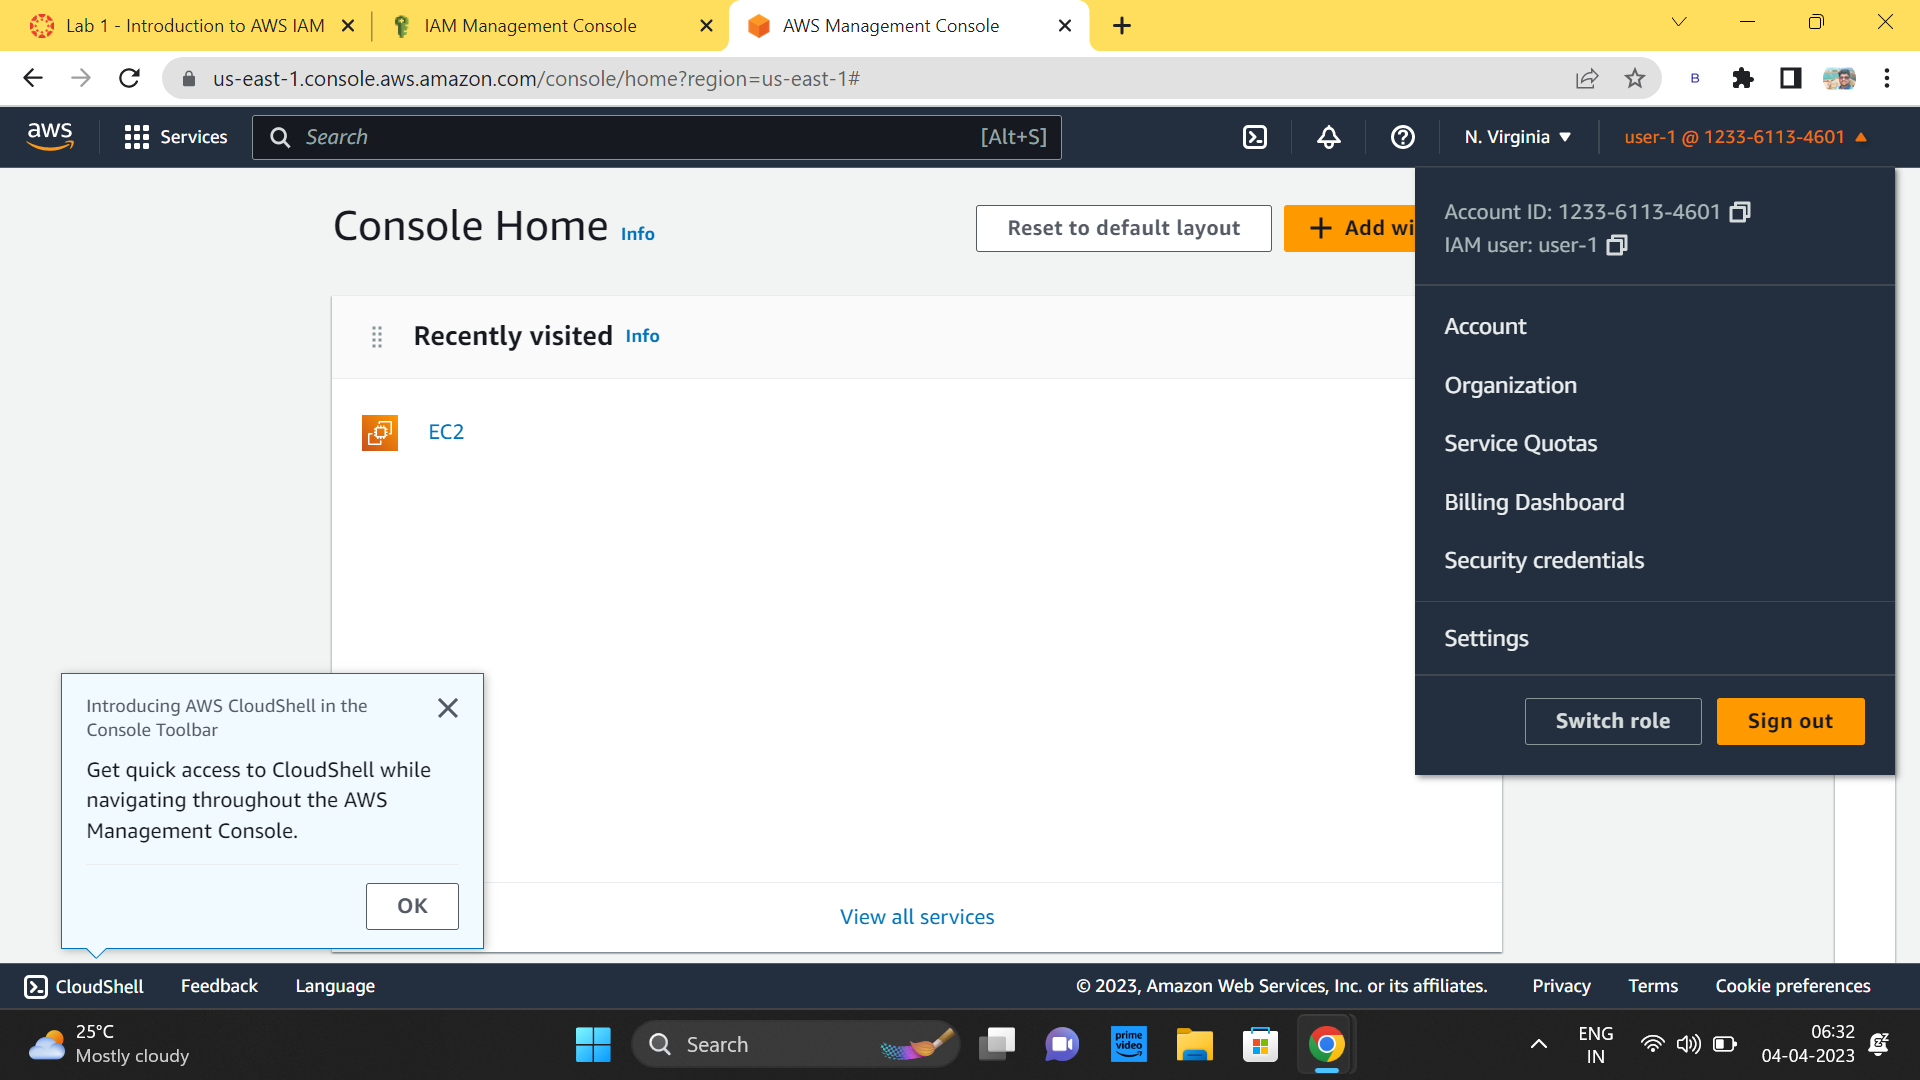 Lab 1 - Introduction to AWS IAM
IAM Management Console
AWS Management Console
us-east-1.console.aws.amazon.com/console/home?region=us-east-1#
B
aws
Services
Search
[Alt+S]
N. Virginia
user-1 @ 1233-6113-4601
Console Home Info
Reset to default layout
Add wi
Account ID: 1233-6113-4601
IAM user: user-1
Account
Organization
Service Quotas
Billing Dashboard
Security credentials
Settings
Switch role
Sign out
Recently visited Info
EC2
View all services
Introducing AWS CloudShell in the
Console Toolbar
Get quick access to CloudShell while
navigating throughout the AWS
Management Console.
OK
CloudShell
Feedback
Language
© 2023, Amazon Web Services, Inc. or its affiliates.
Privacy
Terms
Cookie preferences
25°C
Mostly cloudy
Search
prime
video
ENG
IN
06:32
04-04-2023